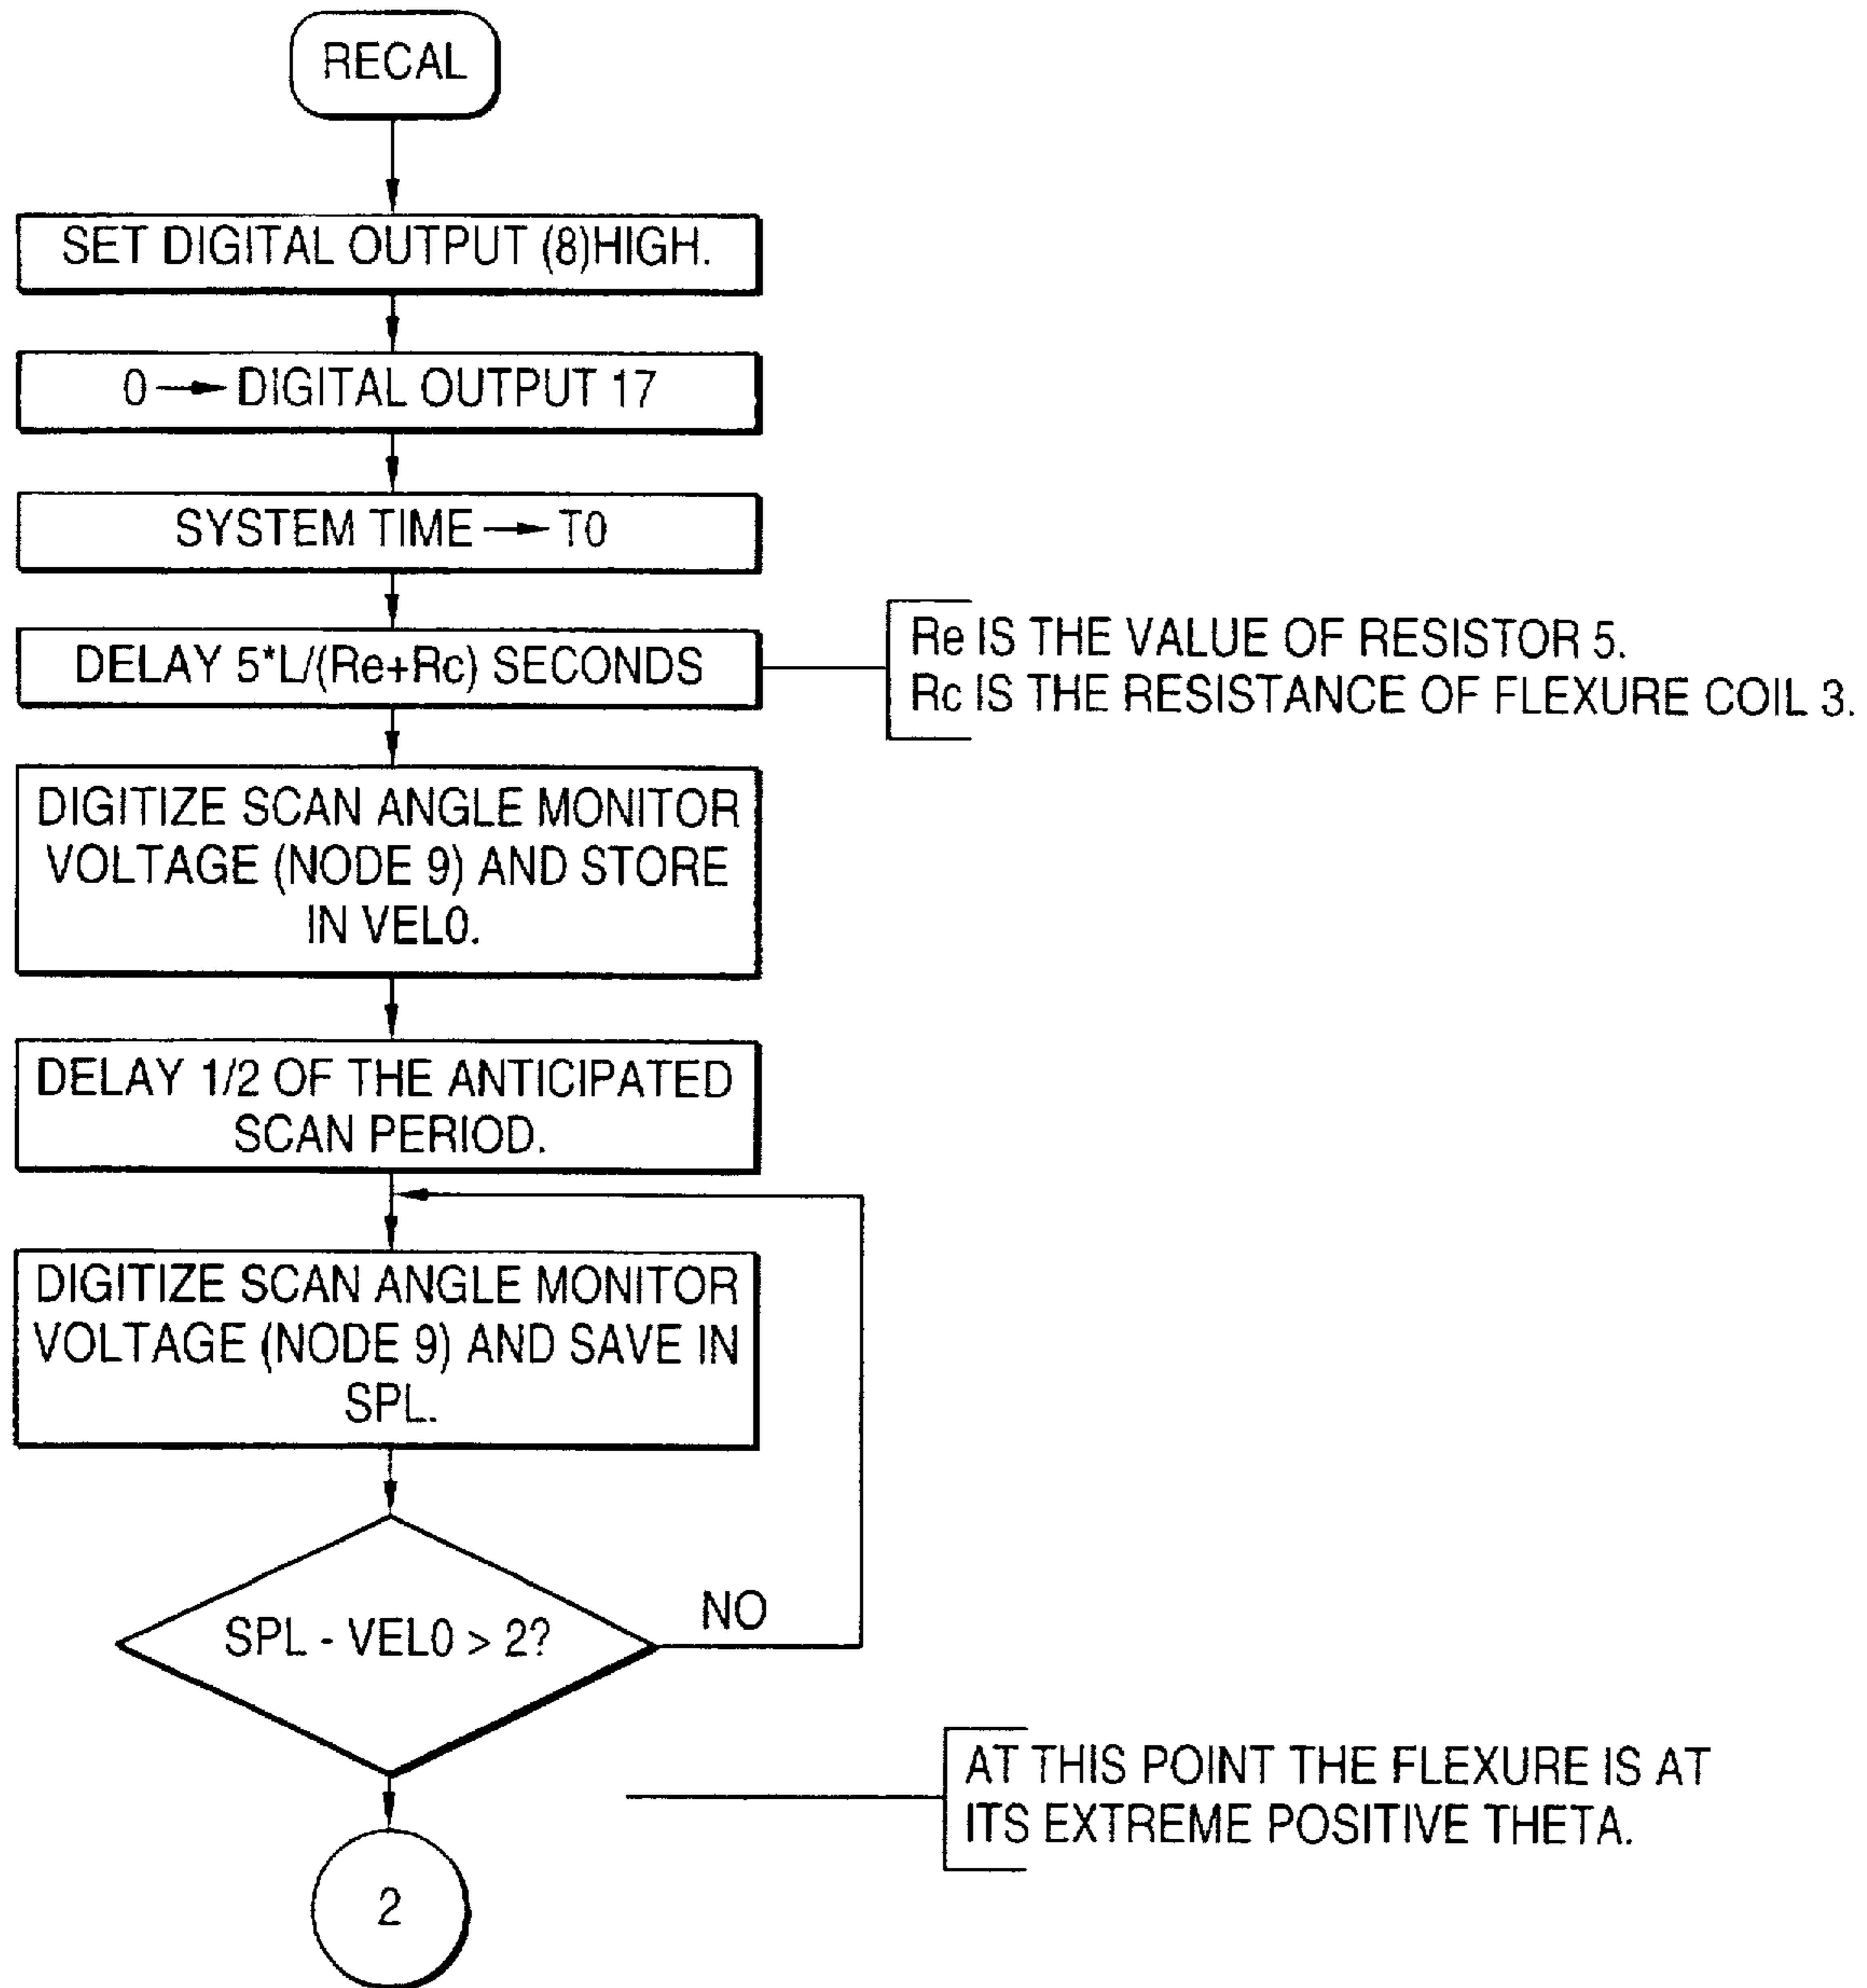 RECAL
SET DIGITAL OUTPUT (8)HIGH.
0 → DIGITAL OUTPUT 17
SYSTEM TIME → T0
DELAY 5*L/(Re+Rc) SECONDS
Re IS THE VALUE OF RESISTOR 5.
Rc IS THE RESISTANCE OF FLEXURE COIL 3.
DIGITIZE SCAN ANGLE MONITOR
VOLTAGE (NODE 9) AND STORE
IN VEL0.
DELAY 1/2 OF THE ANTICIPATED
SCAN PERIOD.
DIGITIZE SCAN ANGLE MONITOR
VOLTAGE (NODE 9) AND SAVE IN
SPL.
SPL - VEL0 > 2?
NO
AT THIS POINT THE FLEXURE IS AT
ITS EXTREME POSITIVE THETA.
2